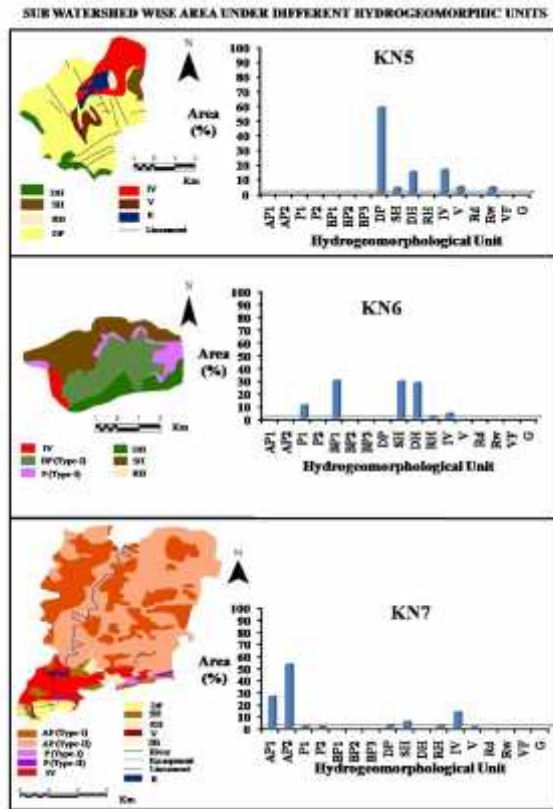 SUB WATERSHED WISE AREA UNDER DIFFERENT HYDROGEOMORPHIC UNITS
N
KN5
Area
(%)
100
90
80
70
60
50
40
30
20
10
0
AP1 AP2 P1 P2 BP1 BP2 BP3 DP SH DH RH IV V Rd Rw VF G
Hydrogeomorphological Unit
Km
DH
SH
RH
DP
IV
V
R
Lineament
N
KN6
Area
(%)
100
90
80
70
60
50
40
30
20
10
0
AP1 AP2 P1 P2 BP1 BP2 BP3 DP SH DH RH IV V Rd Rw VF G
Hydrogeomorphological Unit
Km
IV
BP (Type-I)
P (Type-I)
DH
SH
RH
N
KN7
Area
(%)
100
90
80
70
60
50
40
30
20
10
0
AP1 AP2 P1 P2 BP1 BP2 BP3 DP SH DH RH IV V Rd Rw VF G
Hydrogeomorphological Unit
AP (Type-I)
AP (Type-II)
P (Type-I)
P (Type-II)
IV
DP
SH
RH
V
River
Escarpment
Lineament
R
Km